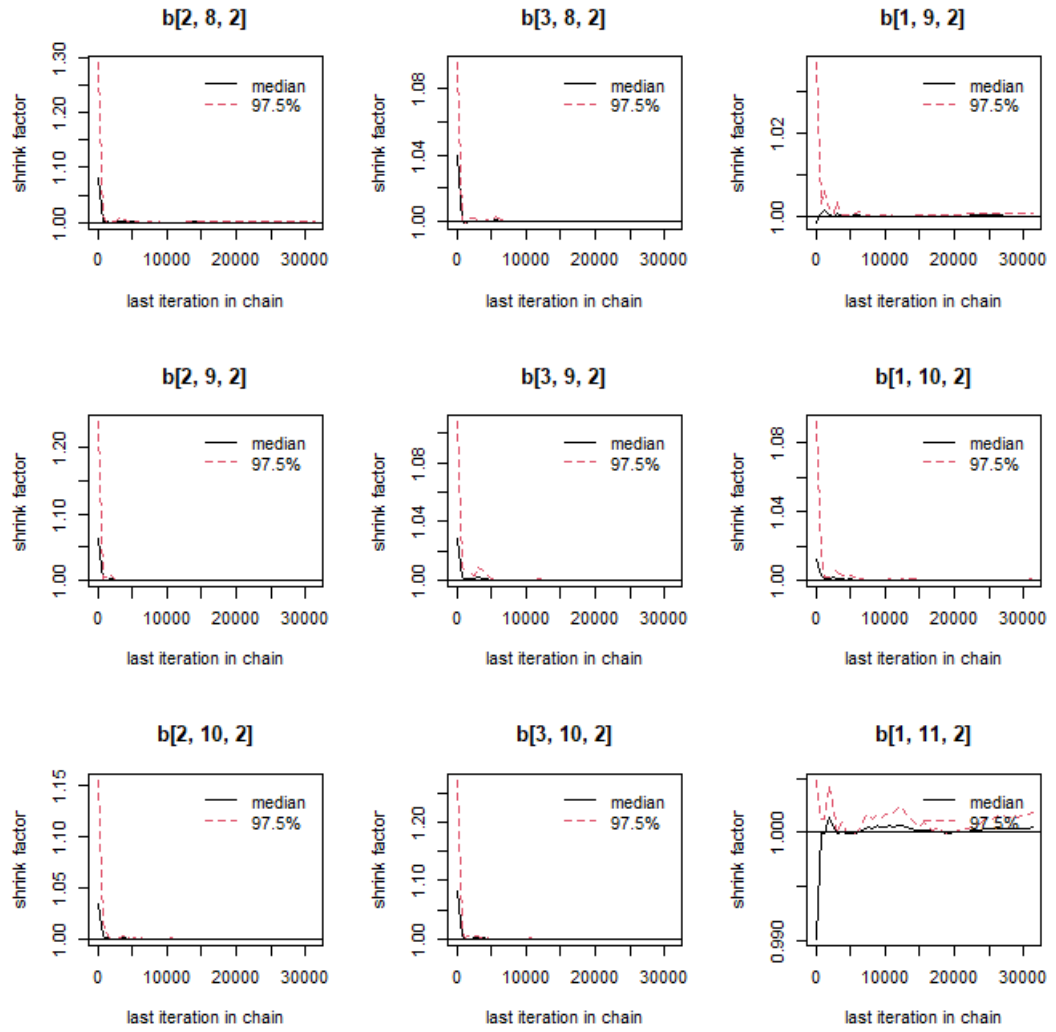 b[2, 8, 2]
b[3, 8, 2]
b[1, 9, 2]
shrink factor
1.00 1.10 1.20 1.30
median
97.5%
0 10000 20000 30000
last iteration in chain
shrink factor
1.00 1.04 1.08
median
97.5%
0 10000 20000 30000
last iteration in chain
shrink factor
1.00 1.02
median
97.5%
0 10000 20000 30000
last iteration in chain
b[2, 9, 2]
b[3, 9, 2]
b[1, 10, 2]
shrink factor
1.00 1.10 1.20
median
97.5%
0 10000 20000 30000
last iteration in chain
shrink factor
1.00 1.04 1.08
median
97.5%
0 10000 20000 30000
last iteration in chain
shrink factor
1.00 1.04 1.08
median
97.5%
0 10000 20000 30000
last iteration in chain
b[2, 10, 2]
b[3, 10, 2]
b[1, 11, 2]
shrink factor
1.00 1.05 1.10 1.15
median
97.5%
0 10000 20000 30000
last iteration in chain
shrink factor
1.00 1.10 1.20
median
97.5%
0 10000 20000 30000
last iteration in chain
shrink factor
0.990 1.000
median
97.5%
0 10000 20000 30000
last iteration in chain